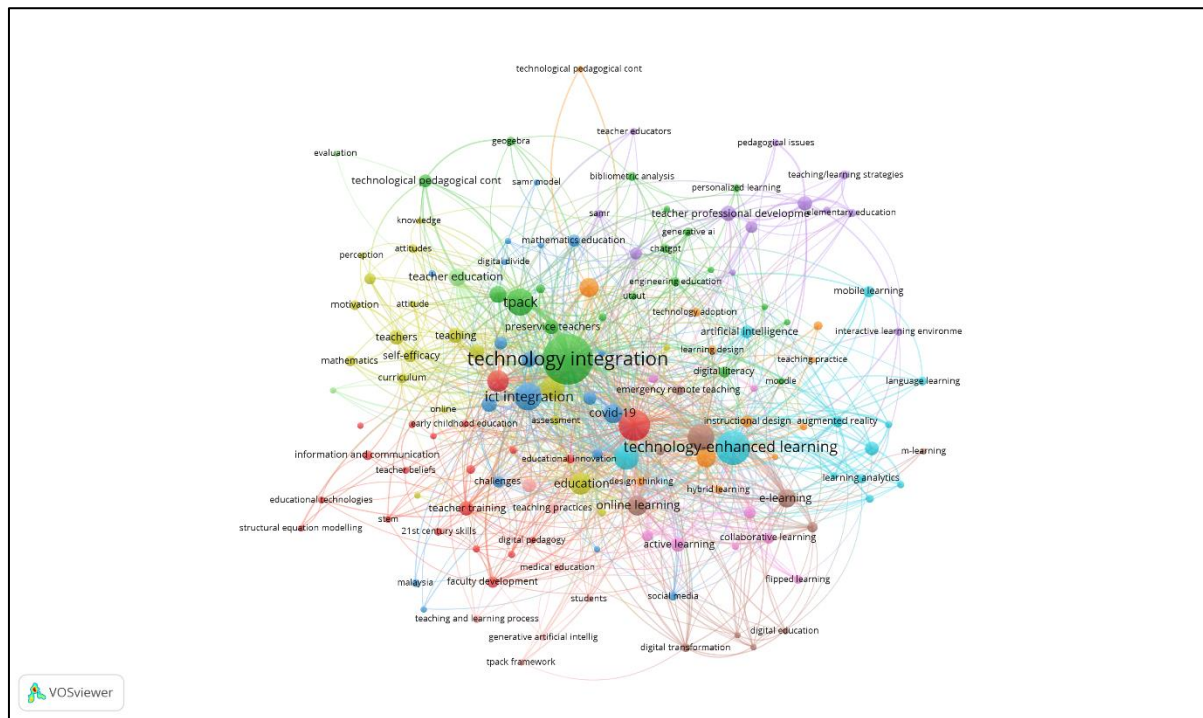 technological pedagogical cont
teacher educators
geogebra
pedagogical issues
evaluation
technological pedagogical cont
samr model
bibliometric analysis
teaching/learning strategies
personalized learning
knowledge
samr
teacher professional developme
elementary education
attitudes
mathematics education
generative ai
chatgpt
perception
digital divide
teacher education
engineering education
motivation
attitude
tpack
utaut
mobile learning
technology adoption
preservice teachers
teachers
teaching
artificial intelligence
interactive learning environme
mathematics
self-efficacy
technology integration
learning design
teaching practice
curriculum
digital literacy
moodle
language learning
ict integration
emergency remote teaching
online
covid-19
early childhood education
assessment
instructional design
augmented reality
information and communication
educational innovation
technology-enhanced learning
m-learning
teacher beliefs
challenges
education
design thinking
hybrid learning
learning analytics
educational technologies
teacher training
teaching practices
online learning
e-learning
structural equation modelling
stem
21st century skills
digital pedagogy
active learning
collaborative learning
medical education
malaysia
faculty development
flipped learning
students
social media
teaching and learning process
generative artificial intellig
digital education
tpack framework
digital transformation
VOSviewer